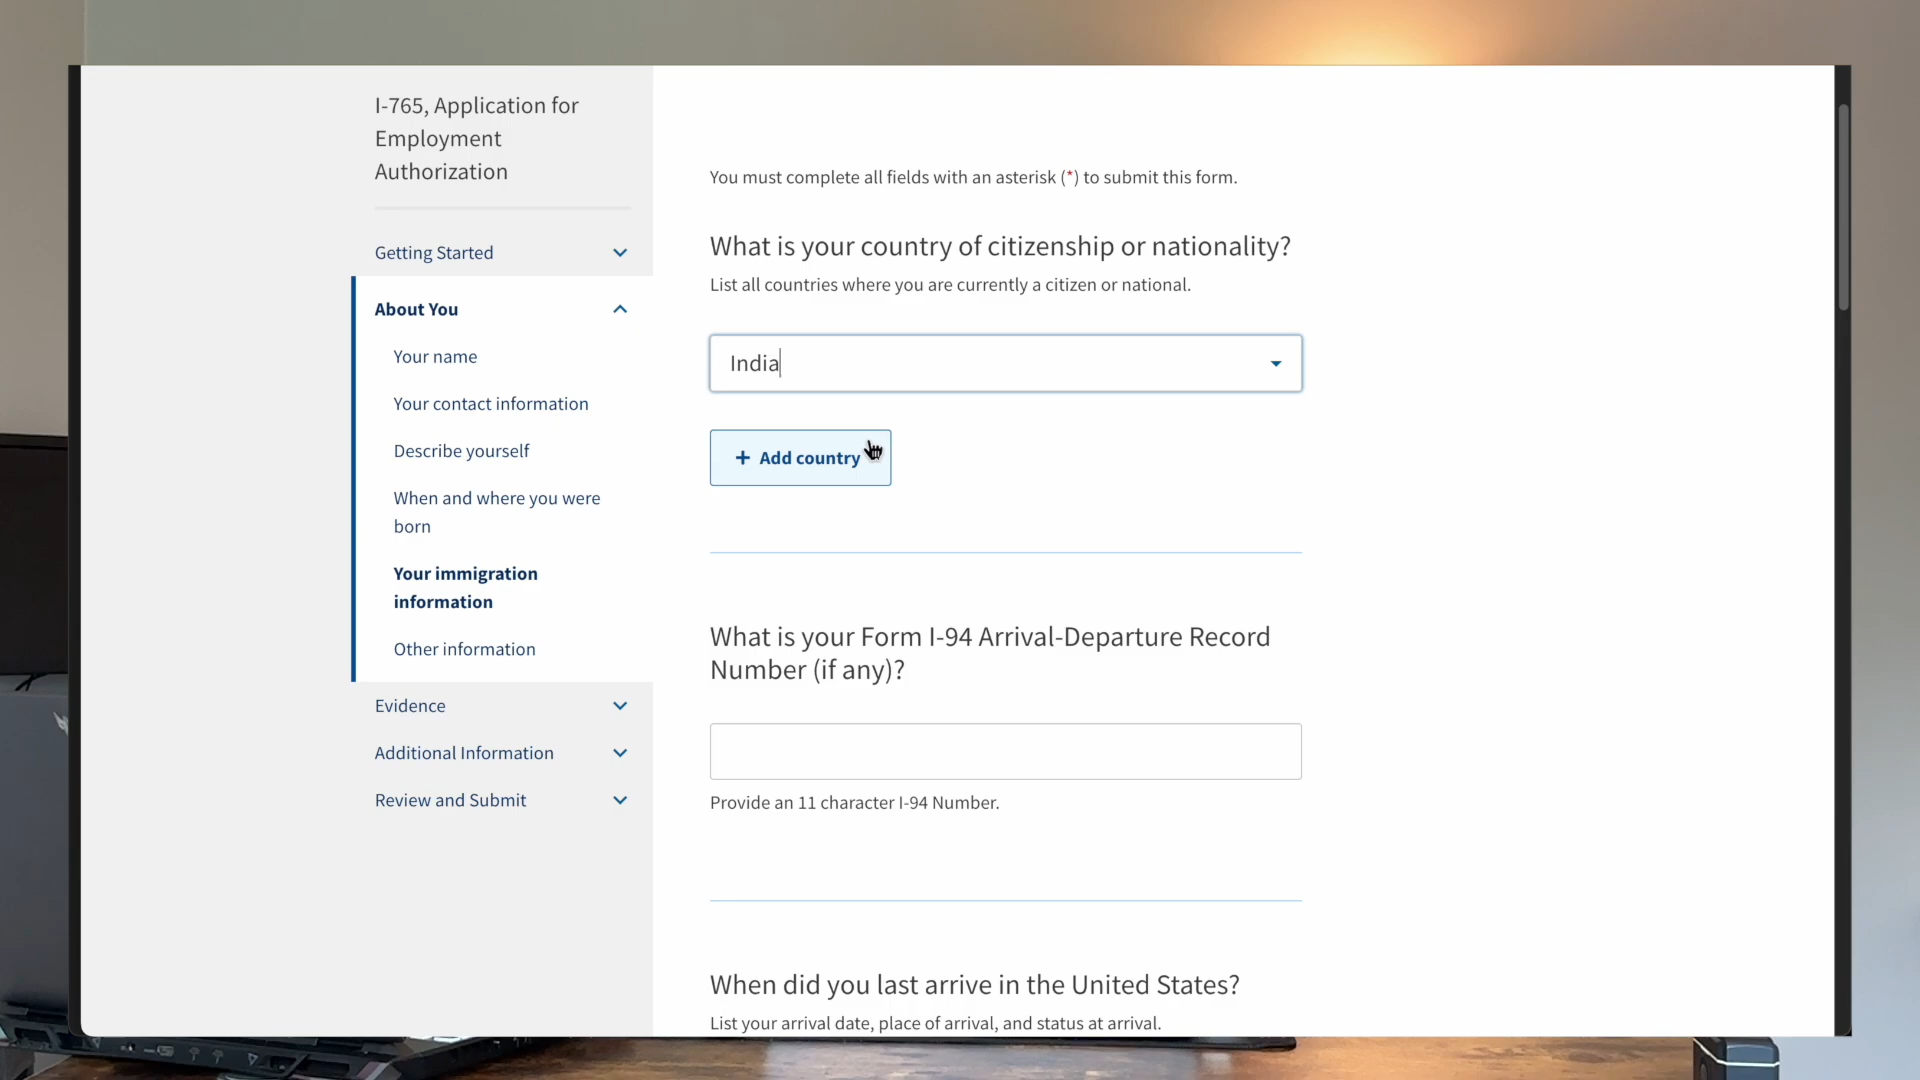 I-765, Application for
Employment
Authorization
Getting Started
About You
Your name
Your contact information
Describe yourself
When and where you were
born
Your immigration
information
Other information
Evidence
Additional Information
Review and Submit
You must complete all fields with an asterisk (*) to submit this form.
What is your country of citizenship or nationality?
List all countries where you are currently a citizen or national.
India
+ Add country
What is your Form I-94 Arrival-Departure Record
Number (if any)?
Provide an 11 character I-94 Number.
When did you last arrive in the United States?
List your arrival date, place of arrival, and status at arrival.